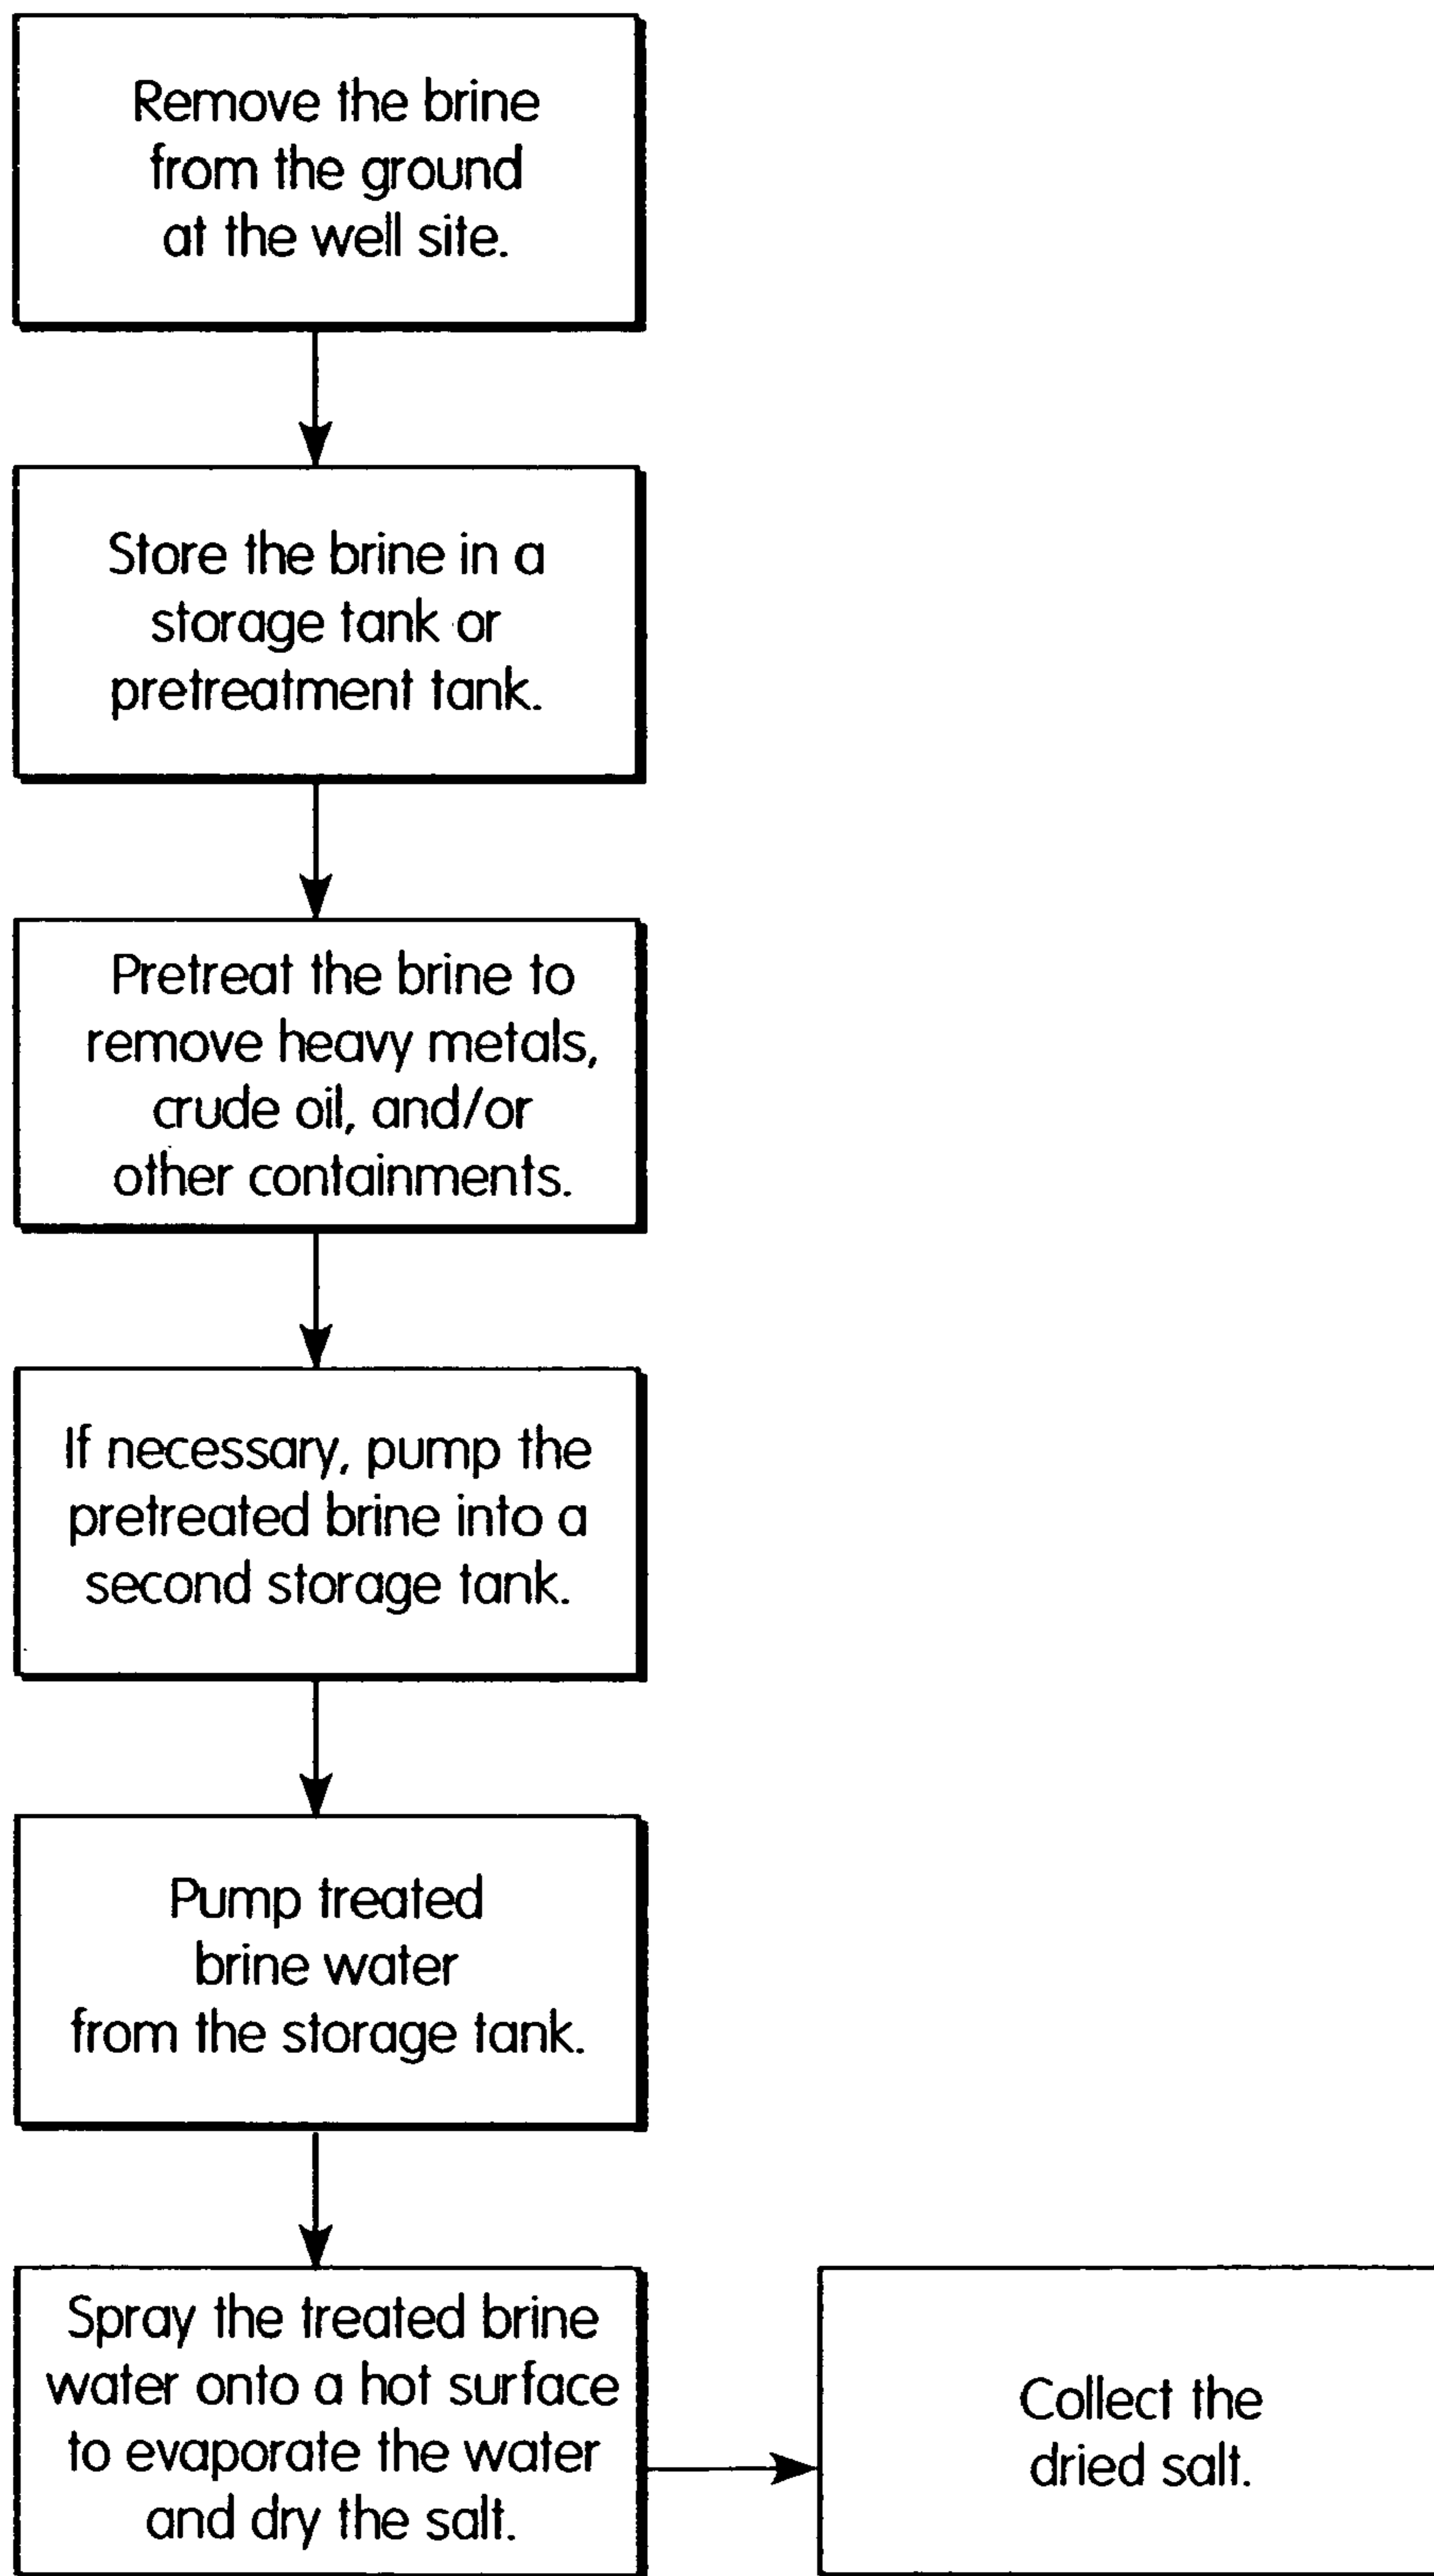 Remove the brine
from the ground
at the well site.
Store the brine in a
storage tank or
pretreatment tank.
Pretreat the brine to
remove heavy metals,
crude oil, and/or
other containments.
If necessary, pump the
pretreated brine into a
second storage tank.
Pump treated
brine water
from the storage tank.
Spray the treated brine
water onto a hot surface
to evaporate the water
and dry the salt.
Collect the
dried salt.